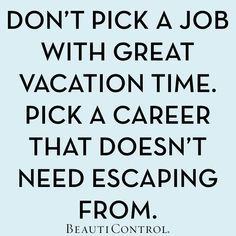 DON'T PICK A JOB
WITH GREAT
VACATION TIME.
PICK A CAREER
THAT DOESN'T
NEED ESCAPING
FROM.
BEAUTICONTROL.